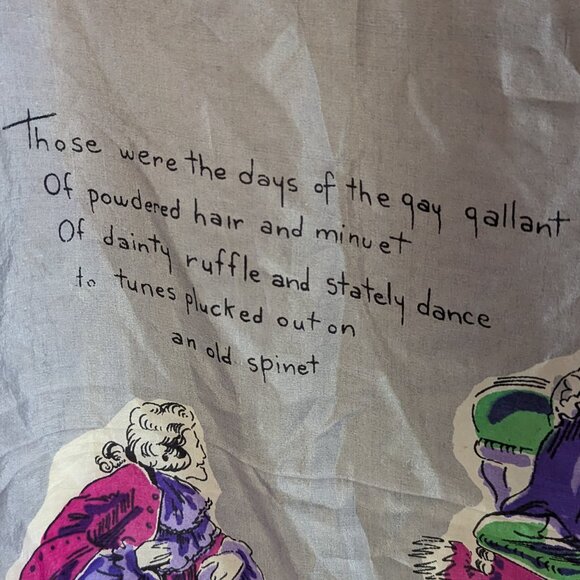 Those were the days of the gay gallant
Of powdered hair and minuet
Of dainty ruffle and stately dance
to tunes plucked out on
an old spinet